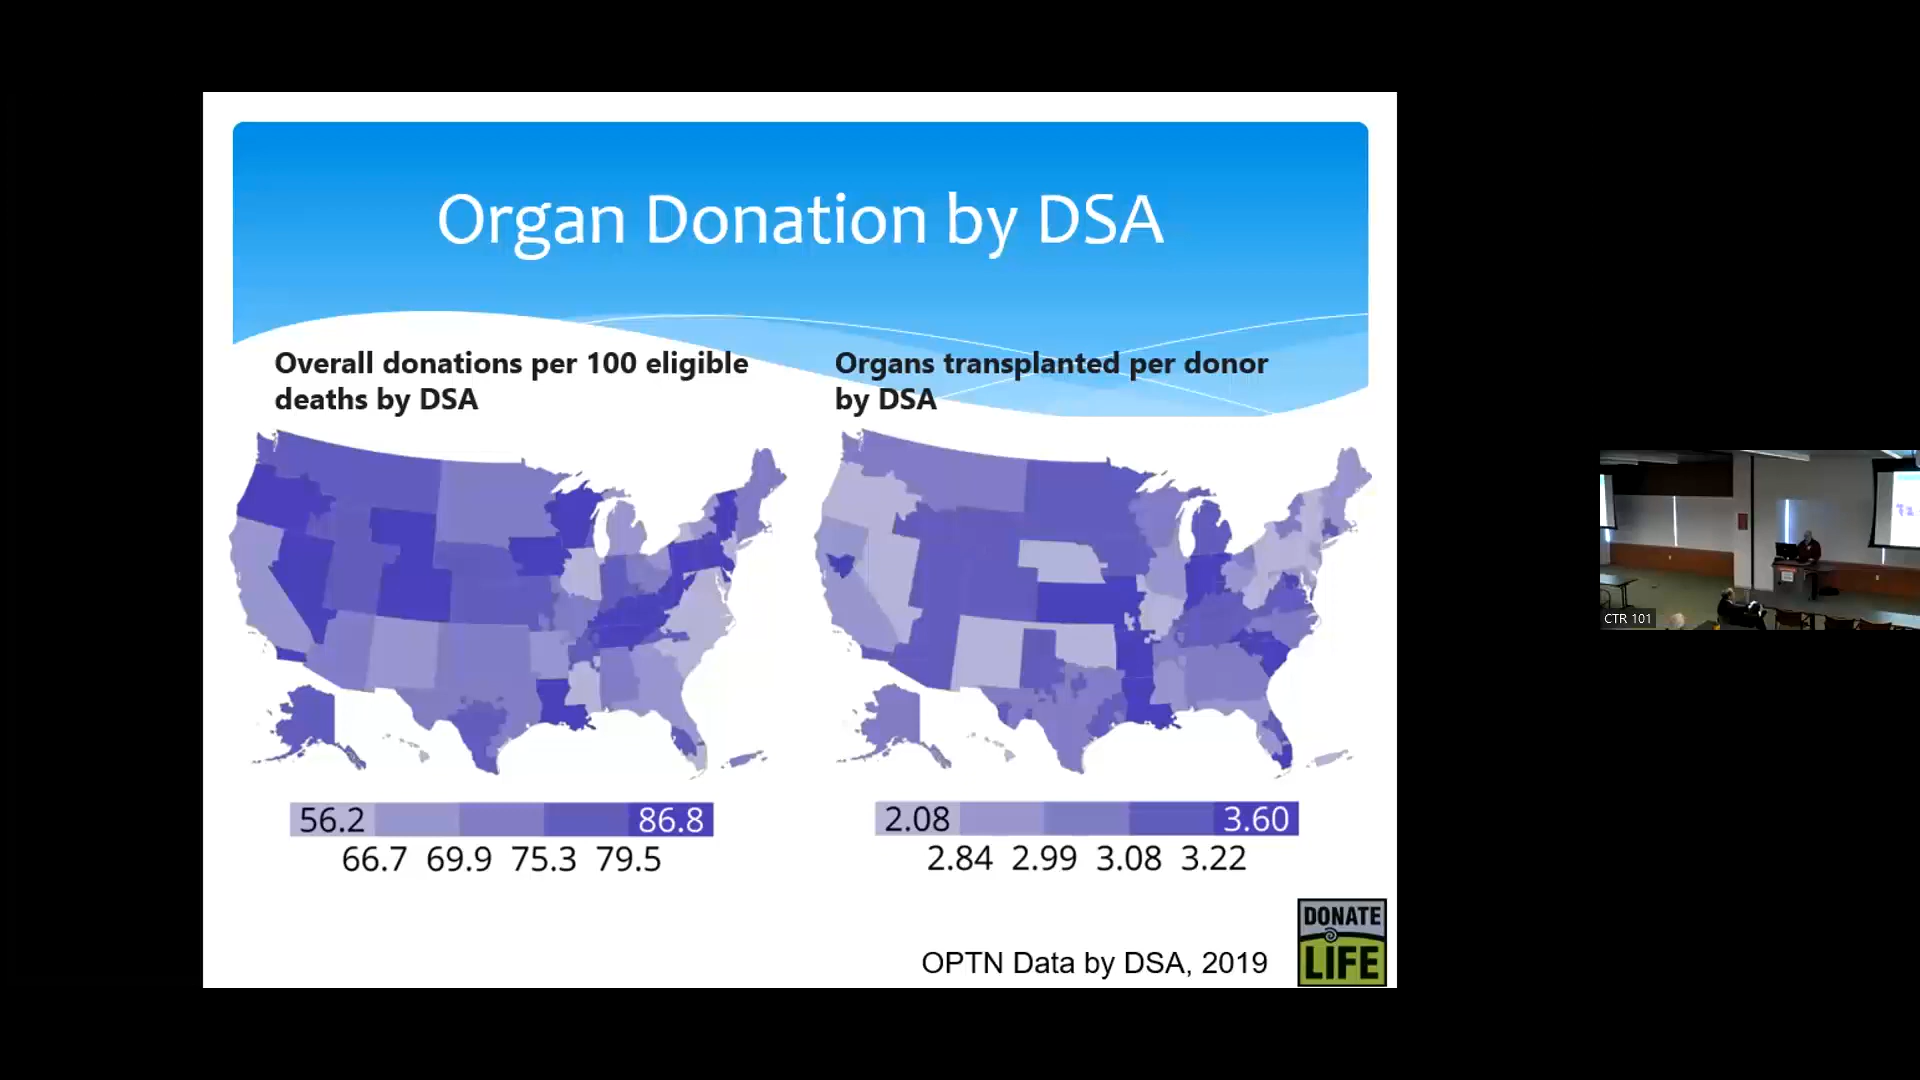 Organ Donation by DSA
Overall donations per 100 eligible
deaths by DSA
Organs transplanted per donor
by DSA
56.2 86.8
66.7 69.9 75.3 79.5
2.08 3.60
2.84 2.99 3.08 3.22
OPTN Data by DSA, 2019
DONATE
LIFE
CTR 101